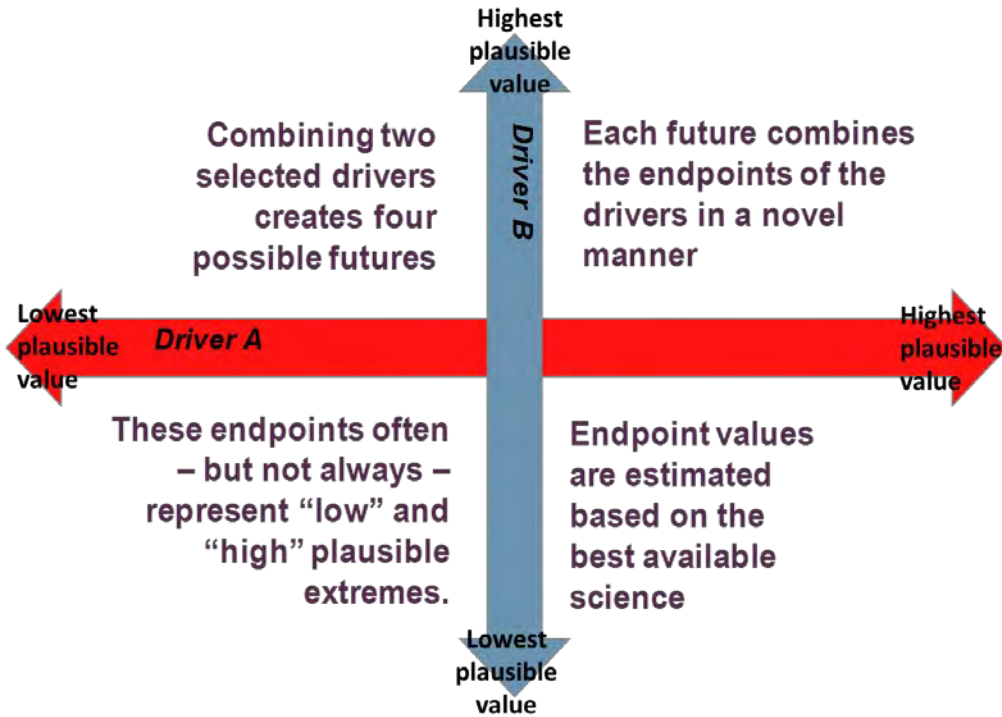 Highest
plausible
value
Combining two
selected drivers
creates four
possible futures
Driver B
Each future combines
the endpoints of the
drivers in a novel
manner
Lowest
plausible
value
Driver A
Highest
plausible
value
These endpoints often
– but not always –
represent “low” and
“high” plausible
extremes.
Endpoint values
are estimated
based on the
best available
science
Lowest
plausible
value